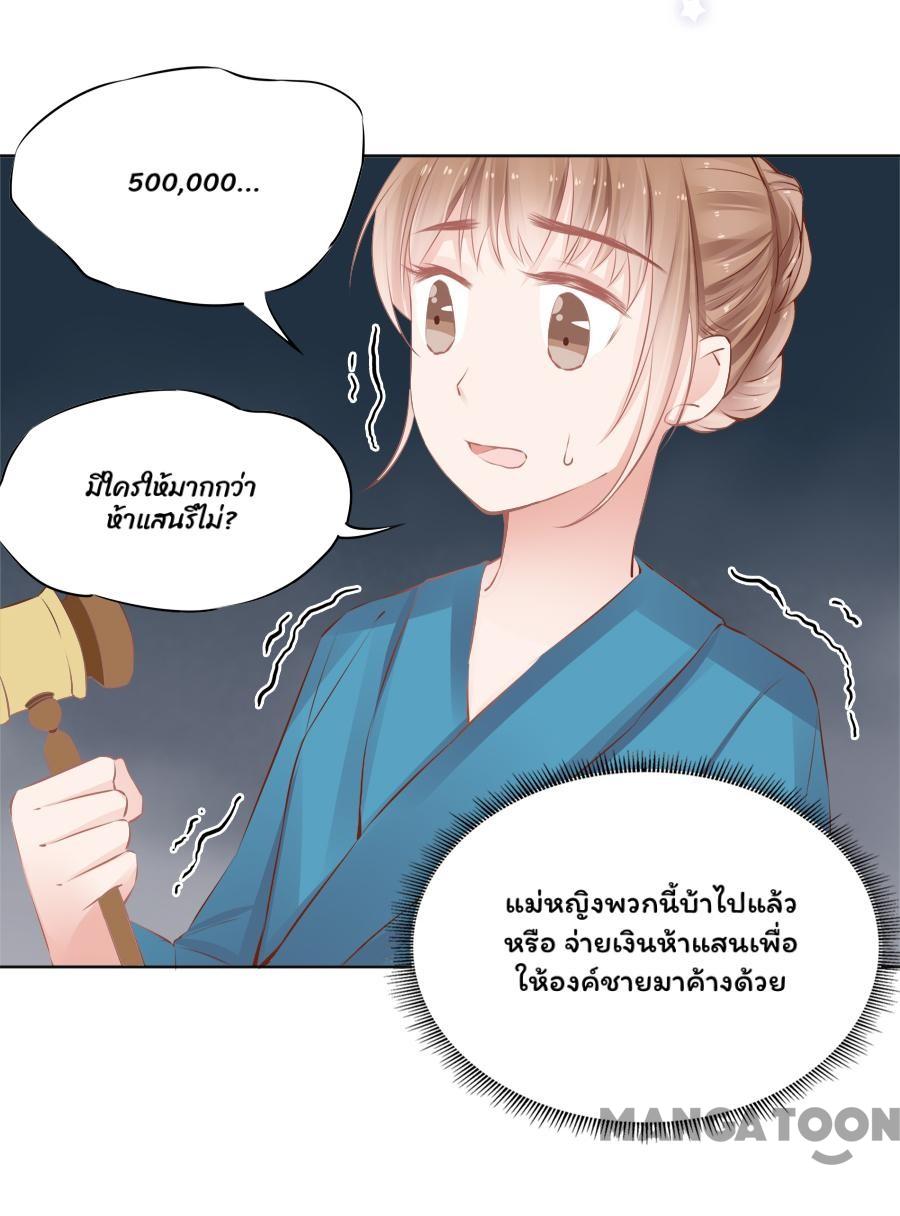 500,000...
มีใครให้มากกว่า
ห้าแสนรึไม่?
แม่หญิงพวกนี้บ้าไปแล้ว
หรือ จ่ายเงินห้าแสนเพื่อ
ให้องค์ชายมาค้างด้วย
MANGATOON